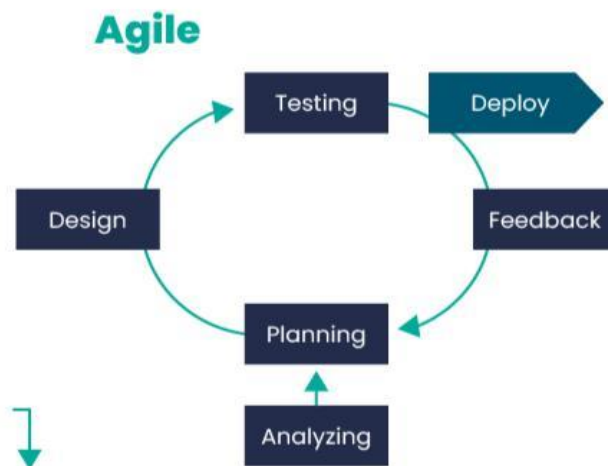 Agile
Testing
Deploy
Design
Feedback
Planning
Analyzing